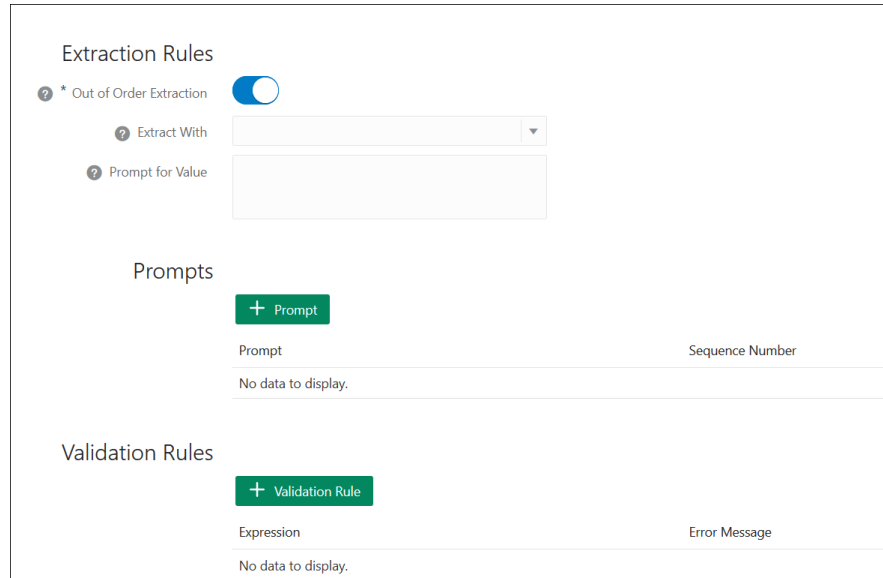 Extraction Rules
? * Out of Order Extraction
? Extract With
? Prompt for Value
Prompts
+ Prompt
Prompt Sequence Number
No data to display.
Validation Rules
+ Validation Rule
Expression Error Message
No data to display.